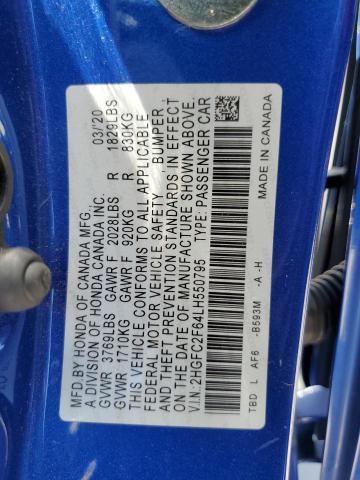 MFD BY HONDA OF CANADA MFG. 03/'20
A DIVISION OF HONDA CANADA INC.
GVWR 3769LBS GAWR F 2028LBS R 1829LBS
GVWR 1710KG GAWR F 920KG R 830KG
THIS VEHICLE CONFORMS TO ALL APPLICABLE
FEDERAL MOTOR VEHICLE SAFETY, BUMPER,
AND THEFT PREVENTION STANDARDS IN EFFECT
ON THE DATE OF MANUFACTURE SHOWN ABOVE.
V.I.N.:2HGFC2F64LH550795 TYPE: PASSENGER CAR
TBD L AF6 -B593M -A -H MADE IN CANADA